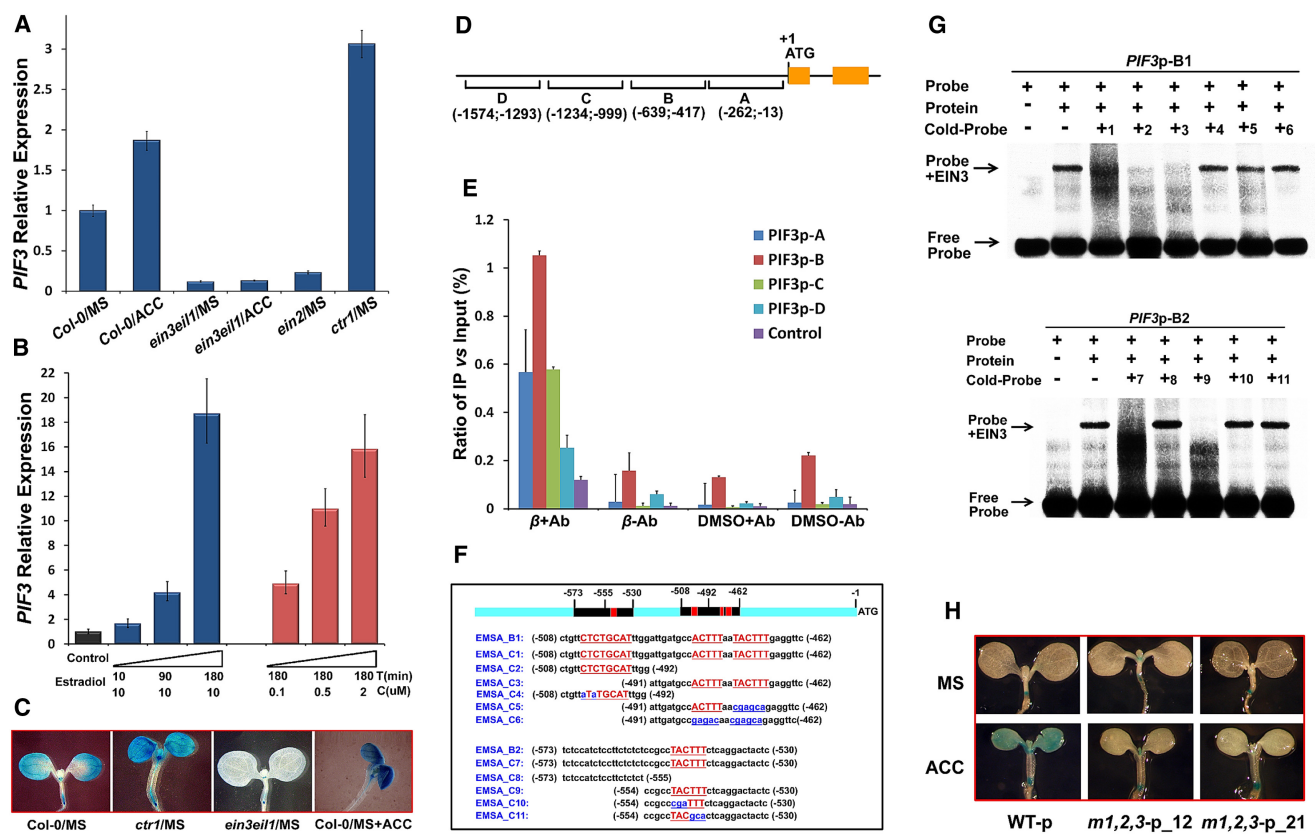 A
PIF3 Relative Expression
3
2.5
2
1.5
1
0.5
0
Col-0/MS
Col-0/ACC
ein3eil1/MS
ein3eil1/ACC
ein2/MS
ctr1/MS
B
PIF3 Relative Expression
22
20
18
16
14
12
10
8
6
4
2
0
Control
Estradiol
10 90 180 180 180 180 T(min)
10 10 10 0.1 0.5 2 C(uM)
C
Col-0/MS ctr1/MS ein3eil1/MS Col-0/MS+ACC
D
+1
ATG
D C B A
(-1574;-1293) (-1234;-999) (-639;-417) (-262;-13)
E
Ratio of IP vs Input (%)
1.2
1
0.8
0.6
0.4
0.2
0
PIF3p-A
PIF3p-B
PIF3p-C
PIF3p-D
Control
β+Ab β-Ab DMSO+Ab DMSO-Ab
F
-573 -555 -530 -508 -492 -462 -1
ATG
EMSA_B1: (-508) ctgttCTCTGCATttggattgatgccACTTTaaTACTTTgaggttc (-462)
EMSA_C1: (-508) ctgttCTCTGCATttggattgatgccACTTTaaTACTTTgaggttc (-462)
EMSA_C2: (-508) ctgttCTCTGCATttgg (-492)
EMSA_C3: (-491) attgatgccACTTTaaTACTTTgaggttc (-462)
EMSA_C4: (-508) ctgttaTaTGCATttgg (-492)
EMSA_C5: (-491) attgatgccACTTTaacgagcagaggttc (-462)
EMSA_C6: (-491) attgatgccgagacaacgagcagaggttc(-462)
EMSA_B2: (-573) tctccatctccttctctctccgccTACTTTctcaggactactc (-530)
EMSA_C7: (-573) tctccatctccttctctctccgccTACTTTctcaggactactc (-530)
EMSA_C8: (-573) tctccatctccttctctct (-555)
EMSA_C9: (-554) ccgccTACTTTctcaggactactc (-530)
EMSA_C10: (-554) ccgcccgaTTTctcaggactactc (-530)
EMSA_C11: (-554) ccgccTACgcactcaggactactc (-530)
G
PIF3p-B1
Probe + + + + + + + +
Protein - + + + + + + +
Cold-Probe - - +1 +2 +3 +4 +5 +6
Probe
+EIN3
Free
Probe
PIF3p-B2
Probe + + + + + + +
Protein - + + + + + +
Cold-Probe - - +7 +8 +9 +10 +11
Probe
+EIN3
Free
Probe
H
MS
ACC
WT-p m1,2,3-p_12 m1,2,3-p_21